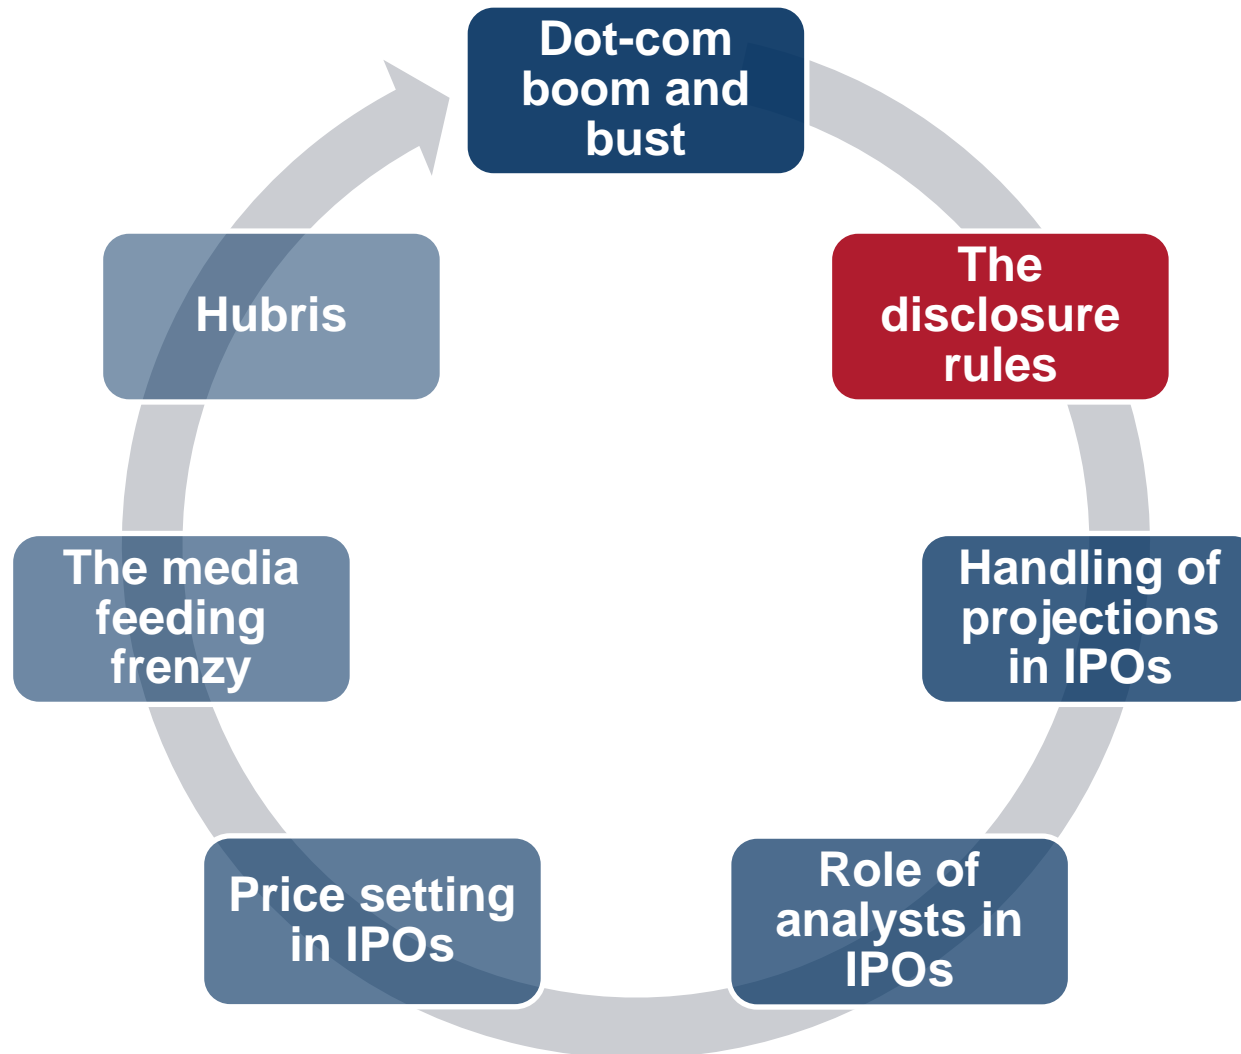 Dot-com
boom and
bust
The
disclosure
rules
Handling of
projections
in IPOs
Role of
analysts in
IPOs
Price setting
in IPOs
The media
feeding
frenzy
Hubris